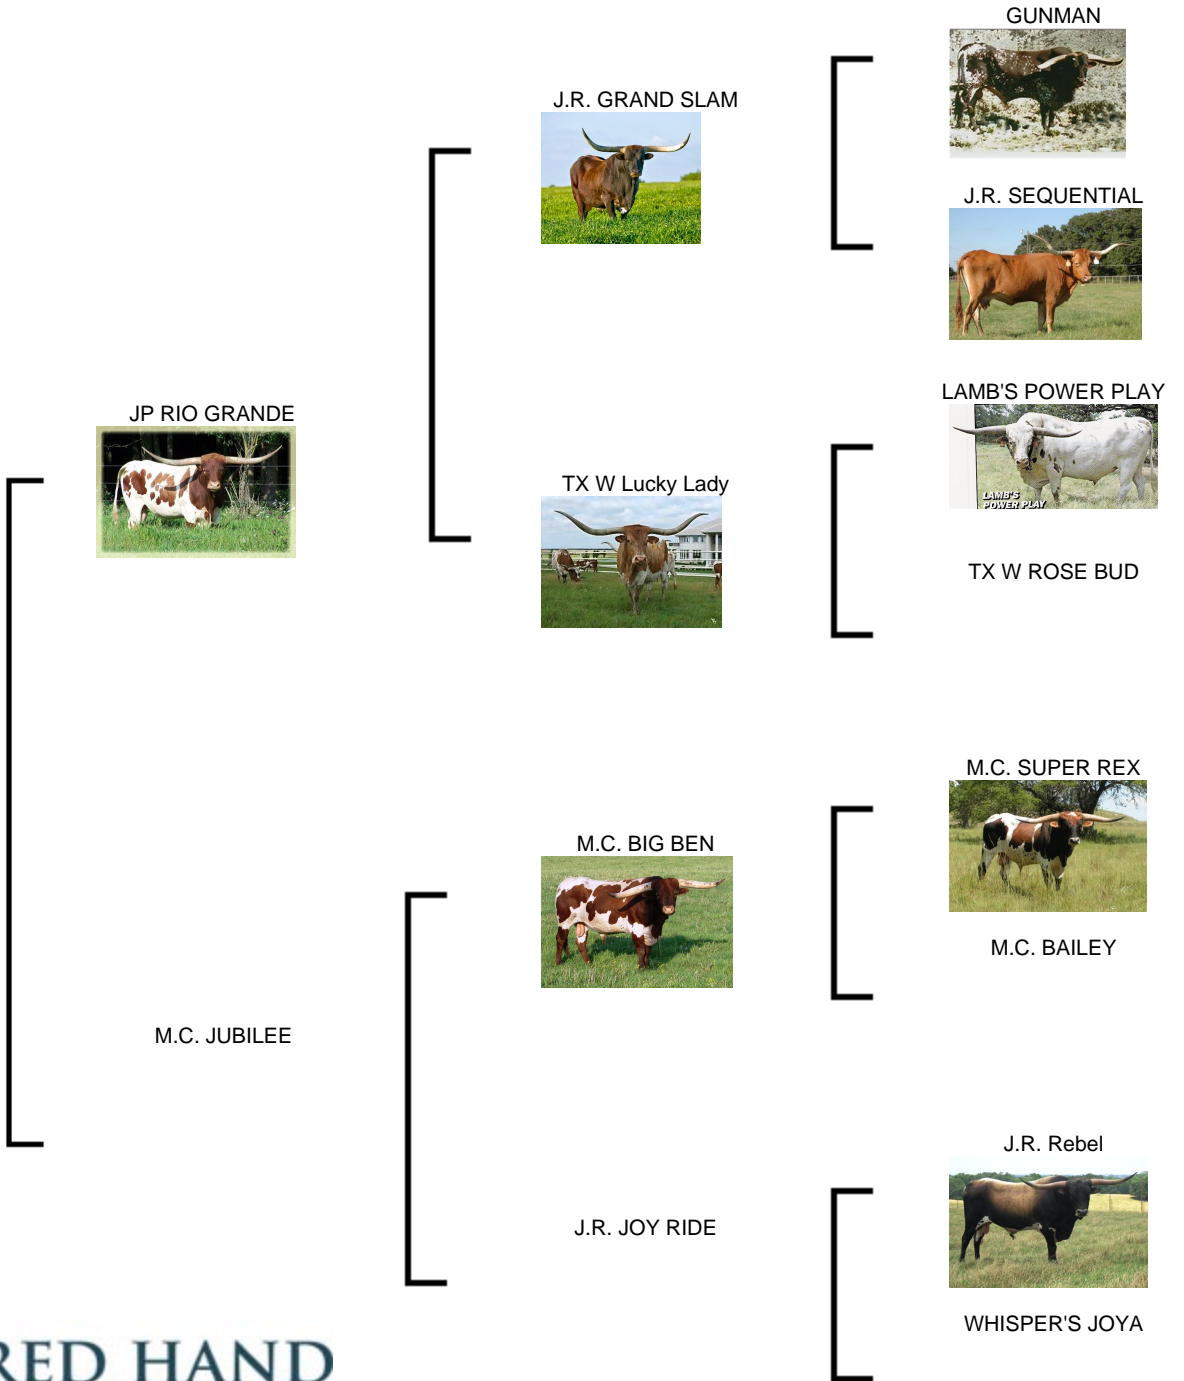 GUNMAN
J.R. GRAND SLAM
J.R. SEQUENTIAL
LAMB'S POWER PLAY
JP RIO GRANDE
TX W Lucky Lady
LAMB'S
POWER PLAY
TX W ROSE BUD
M.C. SUPER REX
M.C. BIG BEN
M.C. BAILEY
M.C. JUBILEE
J.R. Rebel
J.R. JOY RIDE
WHISPER'S JOYA
RED HAND